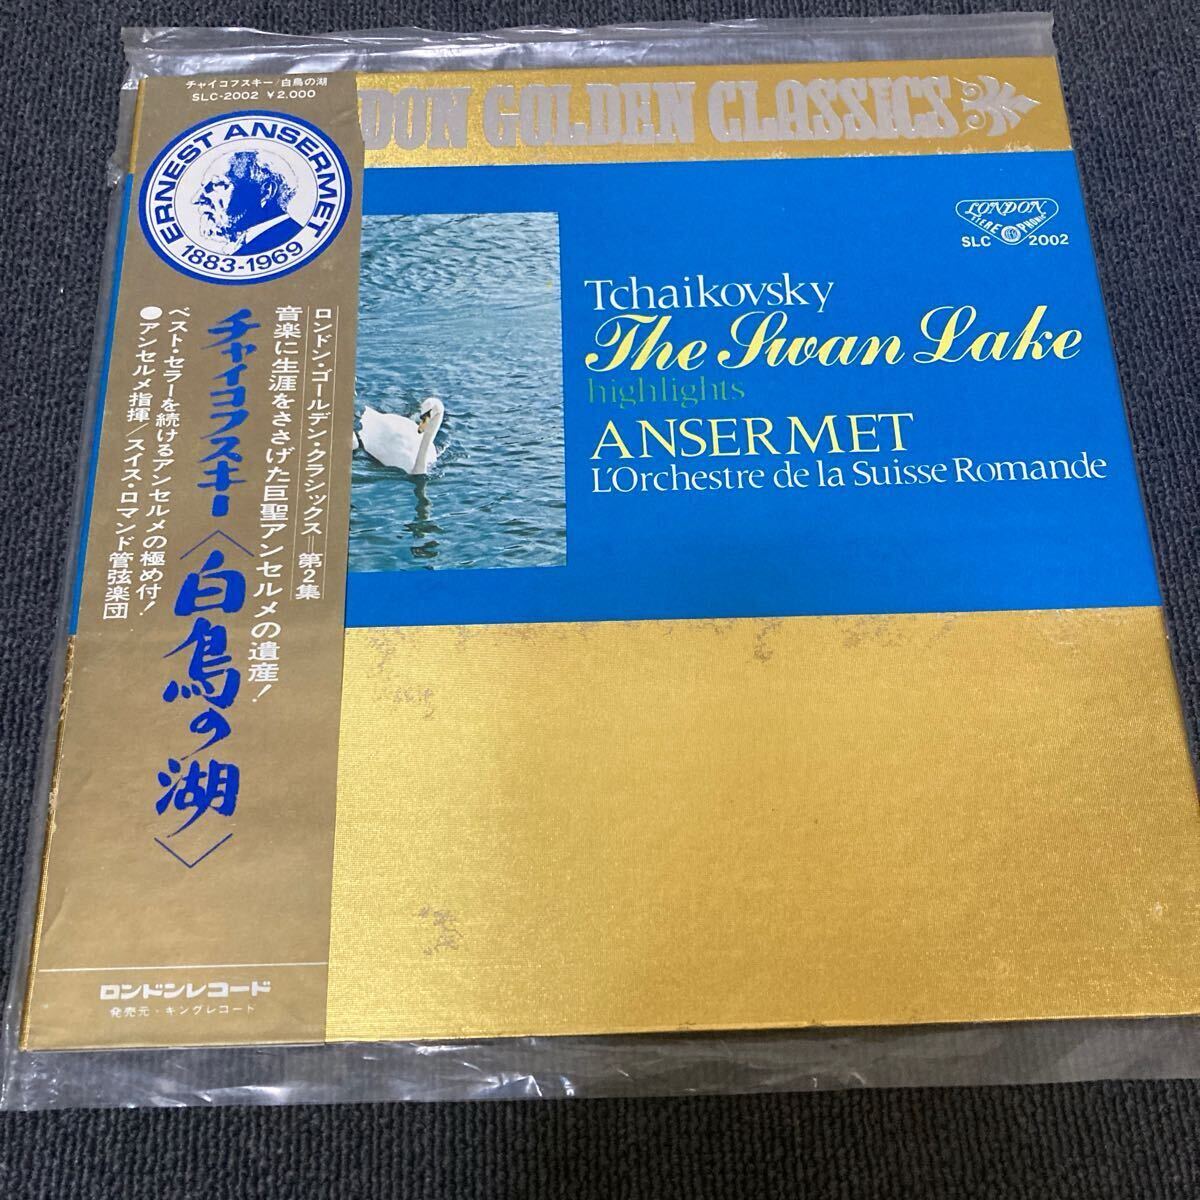 チャイコフスキー/白鳥の湖
SLC-2002 ¥2.000
ERNEST ANSERMET
1883-1969
ロンドン・ゴールデン・クラシックス=第2集
音楽に生涯をささげた巨聖アンセルメの遺産!
チャイコフスキー〈白鳥の湖〉
ベスト・セラーを続けるアンセルメの極め付!
●アンセルメ指揮/スイス・ロマンド管弦楽団
ロンドンレコード
発売元・キングレコード
DON GOLDEN CLASSICS
LONDON
STEREOPHONIC
SLC 2002
Tchaikovsky
The Swan Lake
highlights
ANSERMET
L'Orchestre de la Suisse Romande